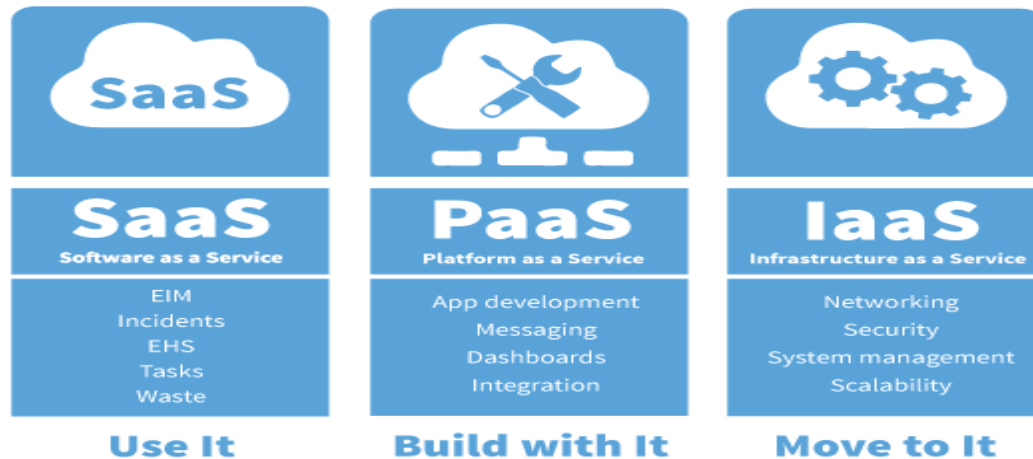 SaaS
SaaS
Software as a Service
EIM
Incidents
EHS
Tasks
Waste
Use It
PaaS
Platform as a Service
App development
Messaging
Dashboards
Integration
Build with It
IaaS
Infrastructure as a Service
Networking
Security
System management
Scalability
Move to It